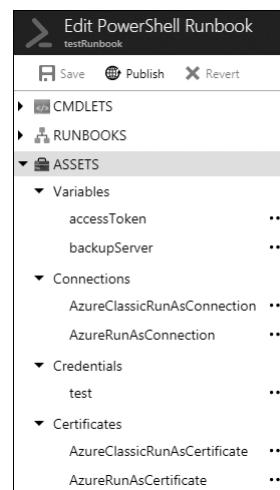 Edit PowerShell Runbook
testRunbook
Save Publish Revert
CMDLETS
RUNBOOKS
ASSETS
Variables
accessToken
backupServer
Connections
AzureClassicRunAsConnection
AzureRunAsConnection
Credentials
test
Certificates
AzureClassicRunAsCertificate
AzureRunAsCertificate